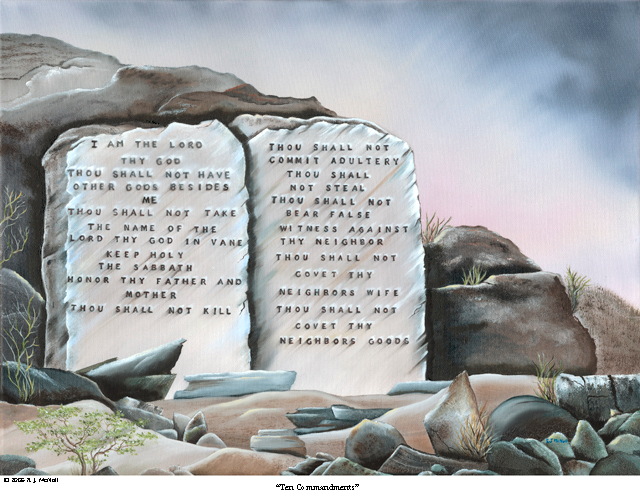 I AM THE LORD
THY GOD
THOU SHALL NOT HAVE
OTHER GODS BESIDES
ME
THOU SHALL NOT TAKE
THE NAME OF THE
LORD THY GOD IN VANE
KEEP HOLY
THE SABBATH
HONOR THY FATHER AND
MOTHER
THOU SHALL NOT KILL
THOU SHALL NOT
COMMIT ADULTERY
THOU SHALL
NOT STEAL
THOU SHALL NOT
BEAR FALSE
WITNESS AGAINST
THY NEIGHBOR
THOU SHALL NOT
COVET THY
NEIGHBORS WIFE
THOU SHALL NOT
COVET THY
NEIGHBORS GOODS
"Ten Commandments"